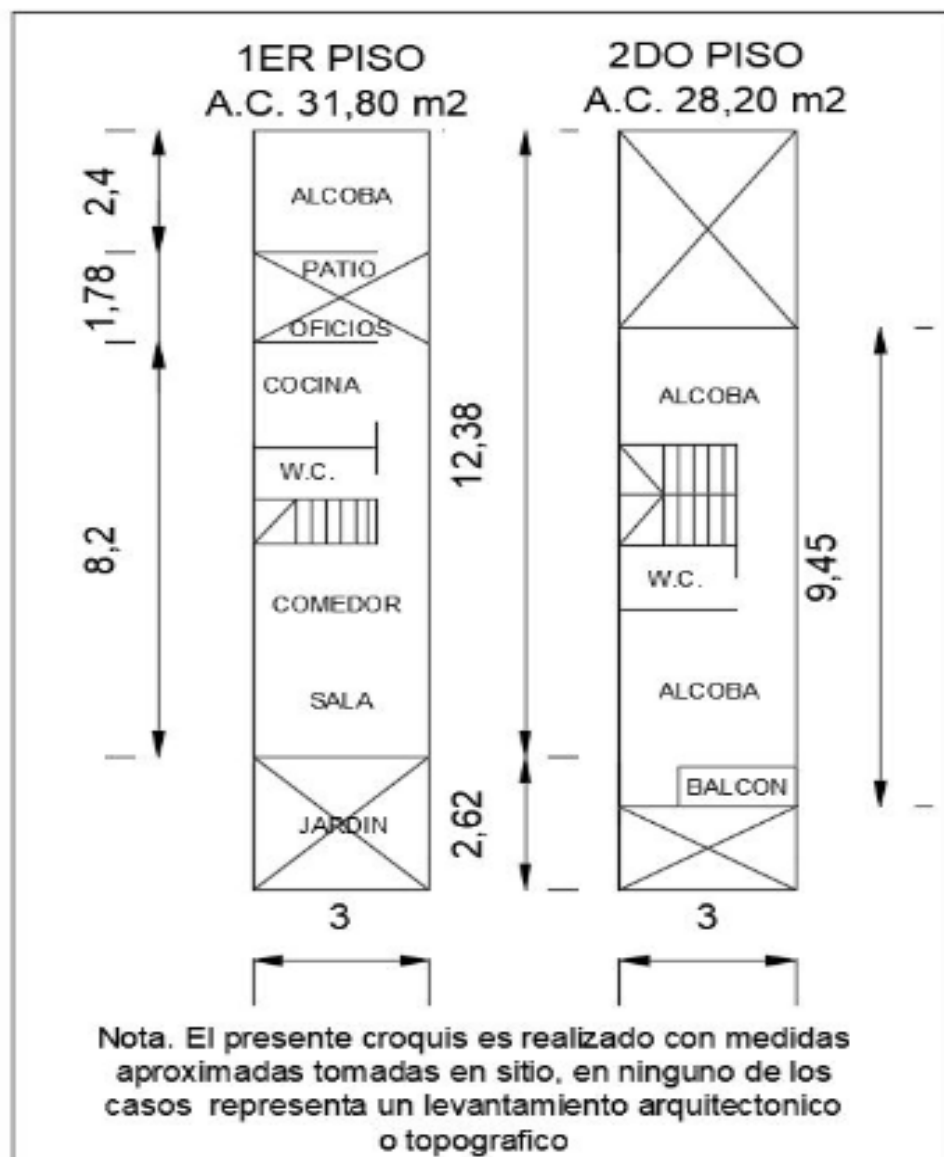 1ER PISO
A.C. 31,80 m2
2,4
1,78
8,2
ALCOBA
PATIO
OFICIOS
COCINA
W.C.
COMEDOR
SALA
JARDIN
3
12,38
2,62
2DO PISO
A.C. 28,20 m2
ALCOBA
W.C.
ALCOBA
BALCON
3
9,45
Nota. El presente croquis es realizado con medidas
aproximadas tomadas en sitio, en ninguno de los
casos representa un levantamiento arquitectonico
o topografico